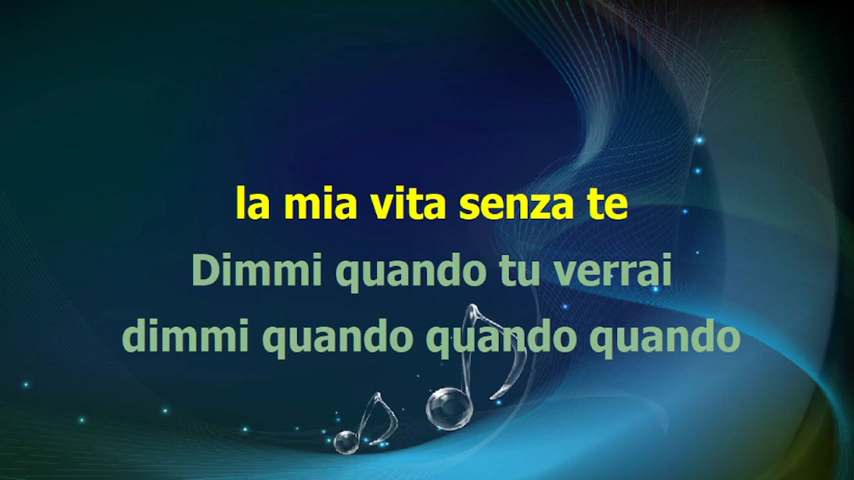 la mia vita senza te
Dimmi quando tu verrai
dimmi quando quando quando